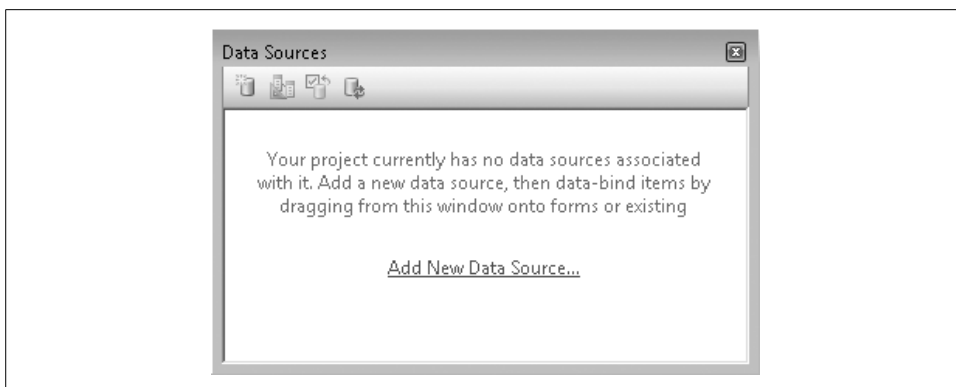 Data Sources
Your project currently has no data sources associated
with it. Add a new data source, then data-bind items by
dragging from this window onto forms or existing
Add New Data Source...